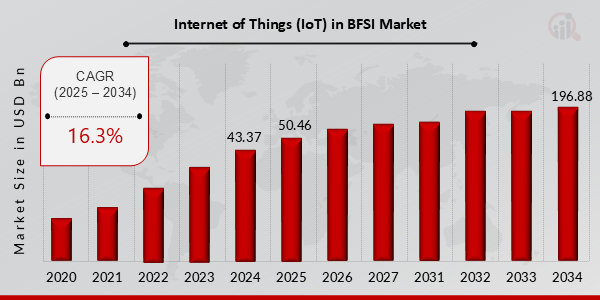 Internet of Things (IoT) in BFSI Market
CAGR
(2025 – 2034)
16.3%
Market Size in USD Bn
43.37
50.46
196.88
2020 2021 2022 2023 2024 2025 2026 2027 2031 2032 2033 2034